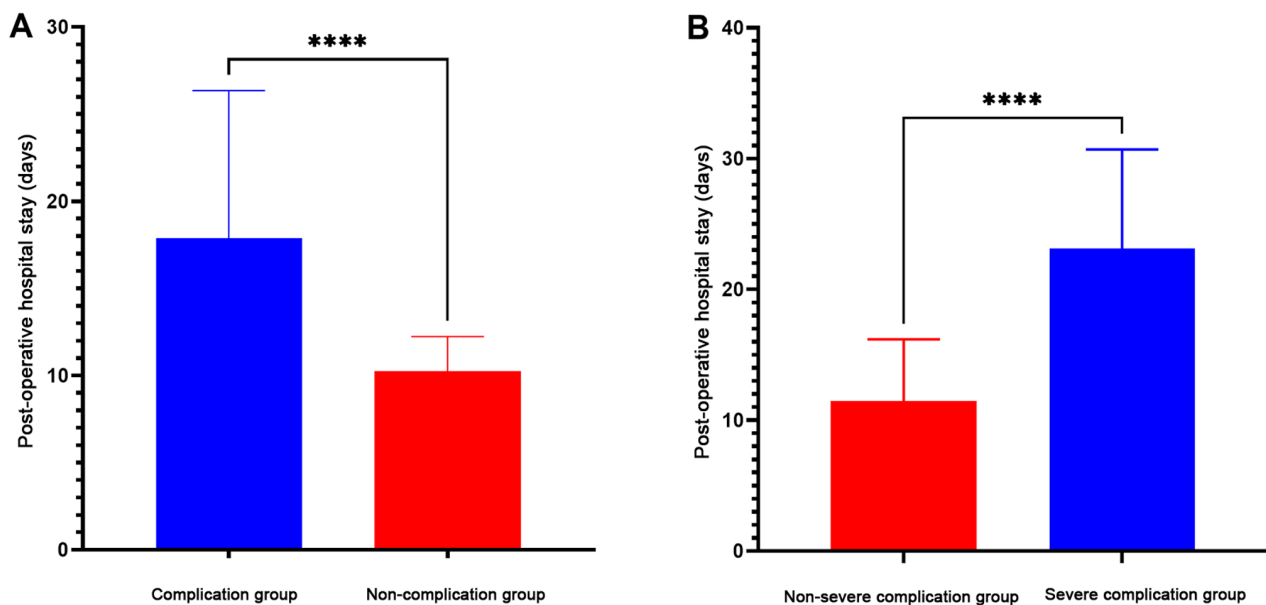 A
Post-operative hospital stay (days)
30
20
10
0
****
Complication group
Non-complication group
B
Post-operative hospital stay (days)
40
30
20
10
0
****
Non-severe complication group
Severe complication group